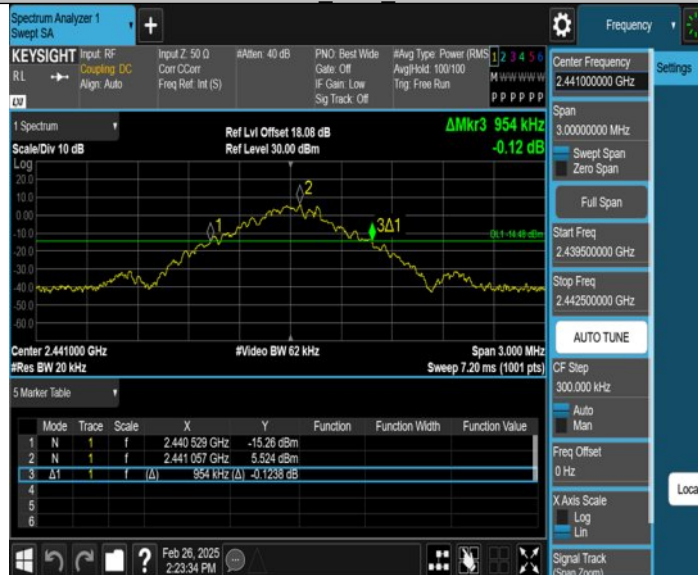 Spectrum Analyzer 1
Swept SA
Frequency
KEYSIGHT
RL
LXI
Input: RF
Coupling: DC
Align: Auto
Input Z: 50 Ω
Corr CCorr
Freq Ref: Int (S)
#Atten: 40 dB
PNO: Best Wide
Gate: Off
IF Gain: Low
Sig Track: Off
#Avg Type: Power (RMS
Avg|Hold: 100/100
Trig: Free Run
1 2 3 4 5 6
M W W W W W
P P P P P P
Settings
Center Frequency
2.441000000 GHz
Span
3.00000000 MHz
Swept Span
Zero Span
Full Span
Start Freq
2.439500000 GHz
Stop Freq
2.442500000 GHz
AUTO TUNE
CF Step
300.000 kHz
Auto
Man
Freq Offset
0 Hz
X Axis Scale
Log
Lin
Signal Track
(Span Zoom)
Loca
1 Spectrum
Scale/Div 10 dB
Ref Lvl Offset 18.08 dB
Ref Level 30.00 dBm
ΔMkr3 954 kHz
-0.12 dB
Log
20.0
10.0
0.00
-10.0
-20.0
-30.0
-40.0
-50.0
-60.0
1
2
3Δ1
DL1 -14.48 dBm
Center 2.441000 GHz
#Res BW 20 kHz
#Video BW 62 kHz
Span 3.000 MHz
Sweep 7.20 ms (1001 pts)
5 Marker Table
Mode Trace Scale X Y Function Function Width Function Value
1 N 1 f 2.440 529 GHz -15.26 dBm
2 N 1 f 2.441 057 GHz 5.524 dBm
3 Δ1 1 f (Δ) 954 kHz (Δ) -0.1238 dB
4
5
6
?
Feb 26, 2025
2:23:34 PM